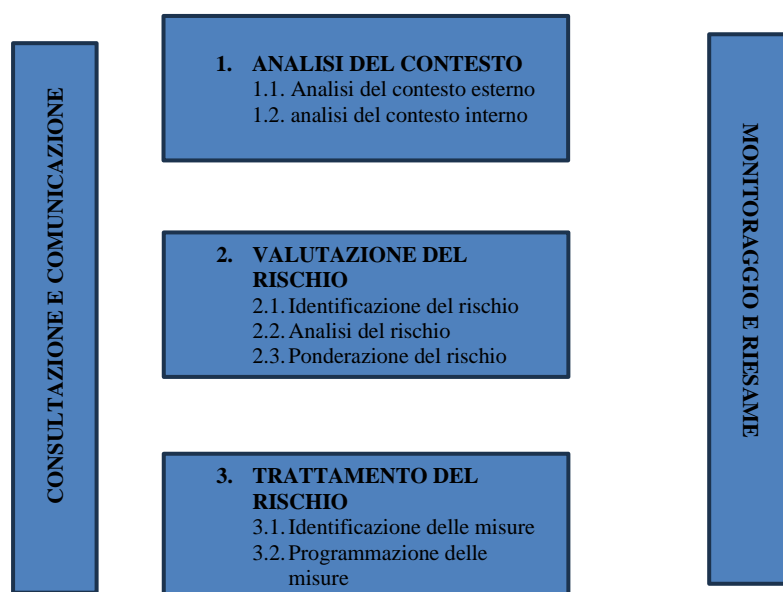 CONSULTAZIONE E COMUNICAZIONE
1. ANALISI DEL CONTESTO
1.1. Analisi del contesto esterno
1.2. analisi del contesto interno
2. VALUTAZIONE DEL
RISCHIO
2.1. Identificazione del rischio
2.2. Analisi del rischio
2.3. Ponderazione del rischio
3. TRATTAMENTO DEL
RISCHIO
3.1. Identificazione delle misure
3.2. Programmazione delle
misure
MONITORAGGIO E RIESAME